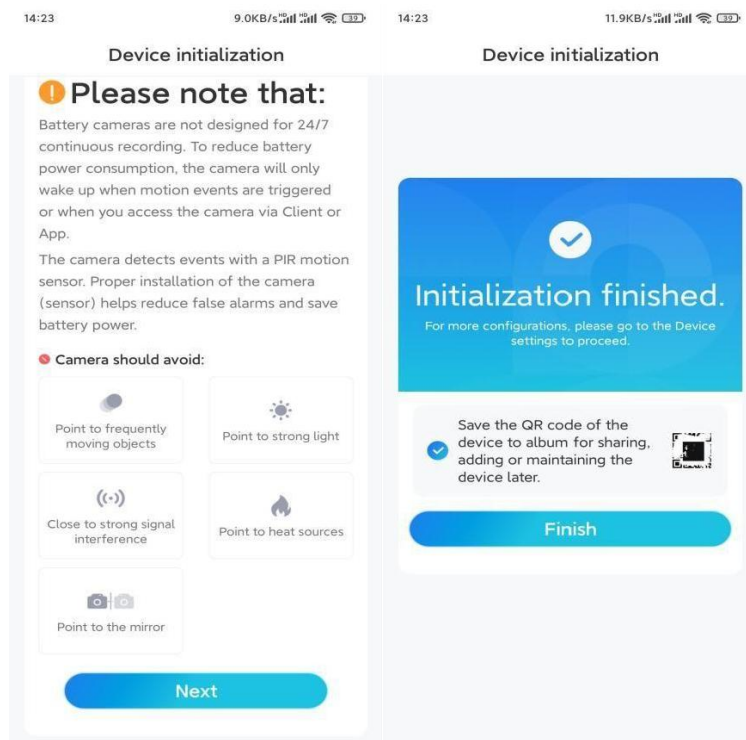 14:23
9.0KB/s
39
Device initialization
Please note that:
Battery cameras are not designed for 24/7
continuous recording. To reduce battery
power consumption, the camera will only
wake up when motion events are triggered
or when you access the camera via Client or
App.
The camera detects events with a PIR motion
sensor. Proper installation of the camera
(sensor) helps reduce false alarms and save
battery power.
Camera should avoid:
Point to frequently
moving objects
Point to strong light
Close to strong signal
interference
Point to heat sources
Point to the mirror
Next
14:23
11.9KB/s
39
Device initialization
Initialization finished.
For more configurations, please go to the Device
settings to proceed.
Save the QR code of the
device to album for sharing,
adding or maintaining the
device later.
Finish